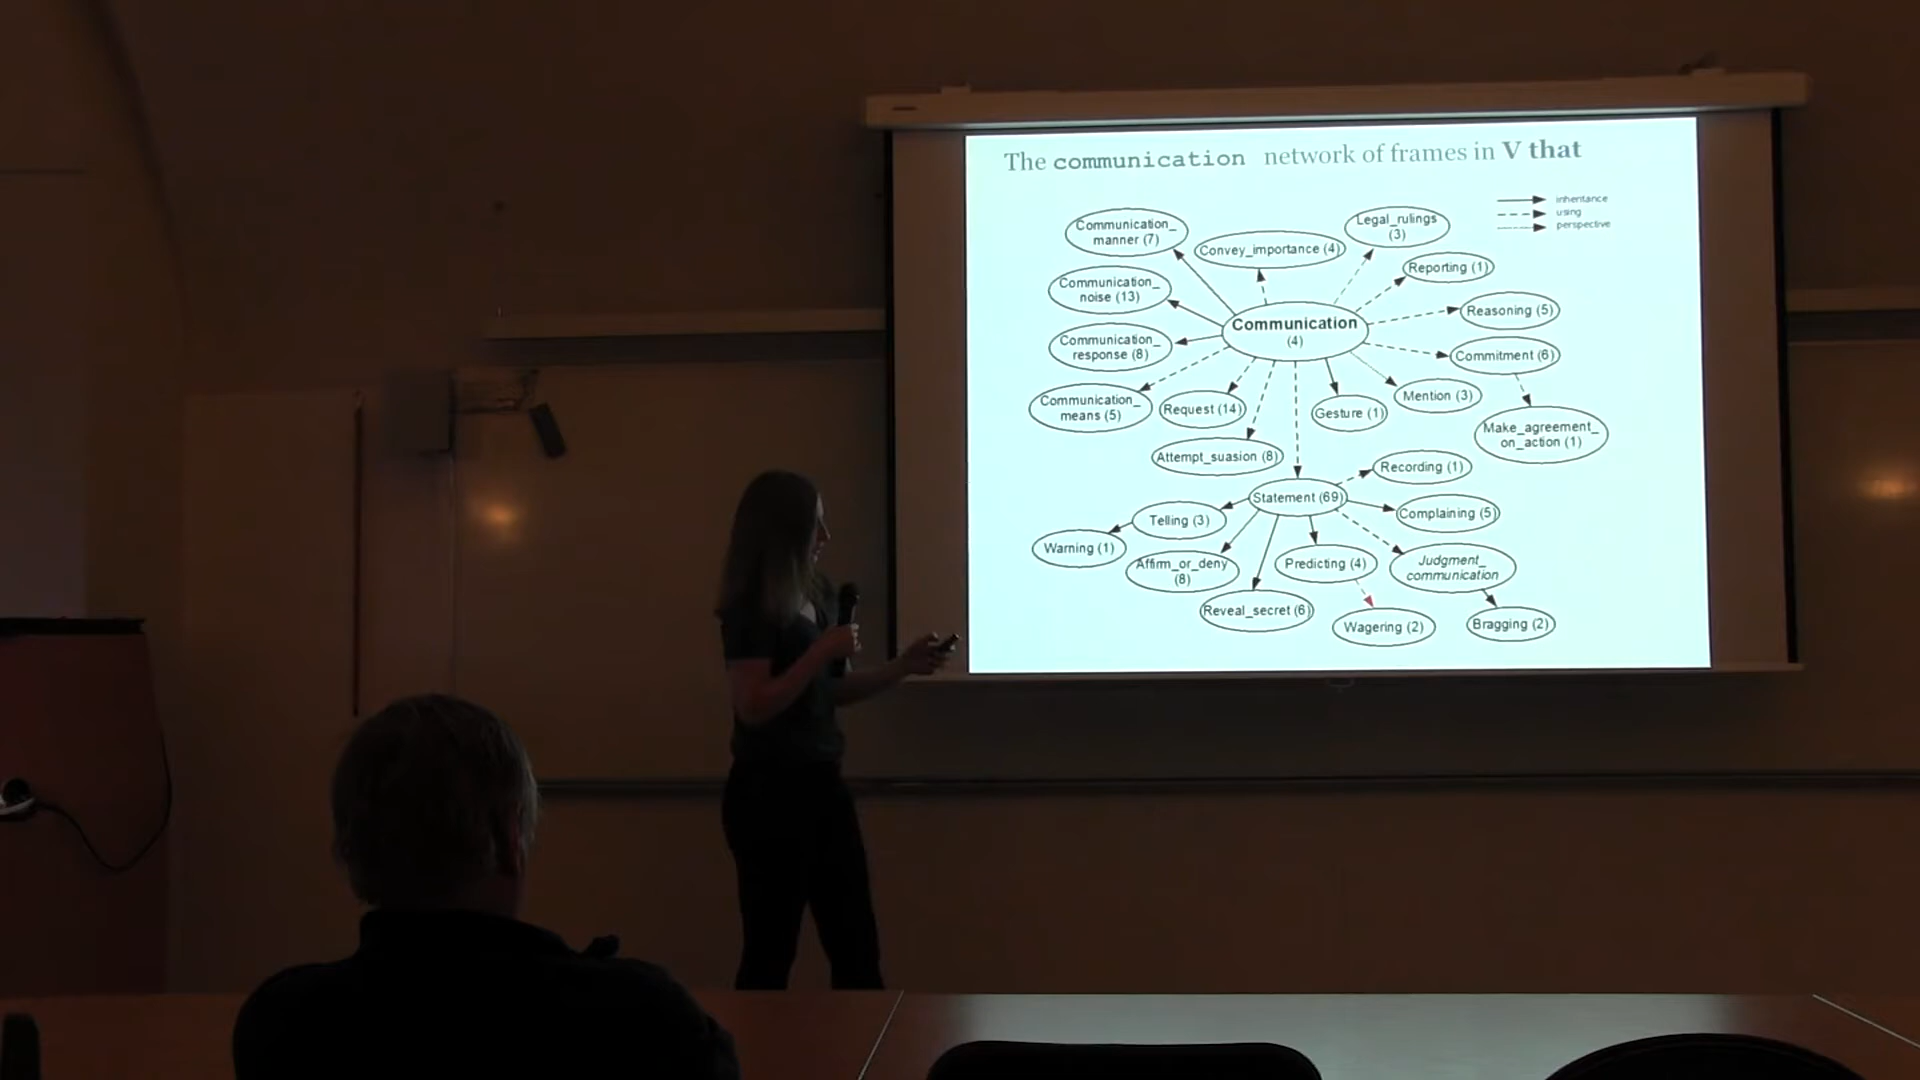 The communication network of frames in V that
inheritance
using
perspective
Communication_
manner (7)
Convey_importance (4)
Legal_rulings
(3)
Reporting (1)
Communication_
noise (13)
Reasoning (5)
Communication
(4)
Communication_
response (8)
Commitment (6)
Communication_
means (5)
Request (14)
Gesture (1)
Mention (3)
Make_agreement_
on_action (1)
Attempt_suasion (8)
Recording (1)
Statement (69)
Complaining (5)
Telling (3)
Warning (1)
Affirm_or_deny
(8)
Predicting (4)
Judgment_
communication
Reveal_secret (6)
Wagering (2)
Bragging (2)